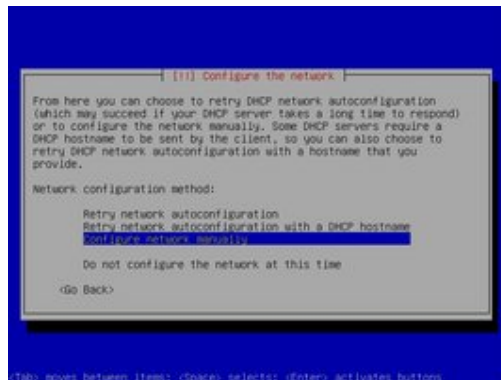 [!!] Configure the network
From here you can choose to retry DHCP network autoconfiguration
(which may succeed if your DHCP server takes a long time to respond)
or to configure the network manually. Some DHCP servers require a
DHCP hostname to be sent by the client, so you can also choose to
retry DHCP network autoconfiguration with a hostname that you
provide.
Network configuration method:
Retry network autoconfiguration
Retry network autoconfiguration with a DHCP hostname
Configure network manually
Do not configure the network at this time
<Go Back>
<Tab> moves between items; <Space> selects; <Enter> activates buttons